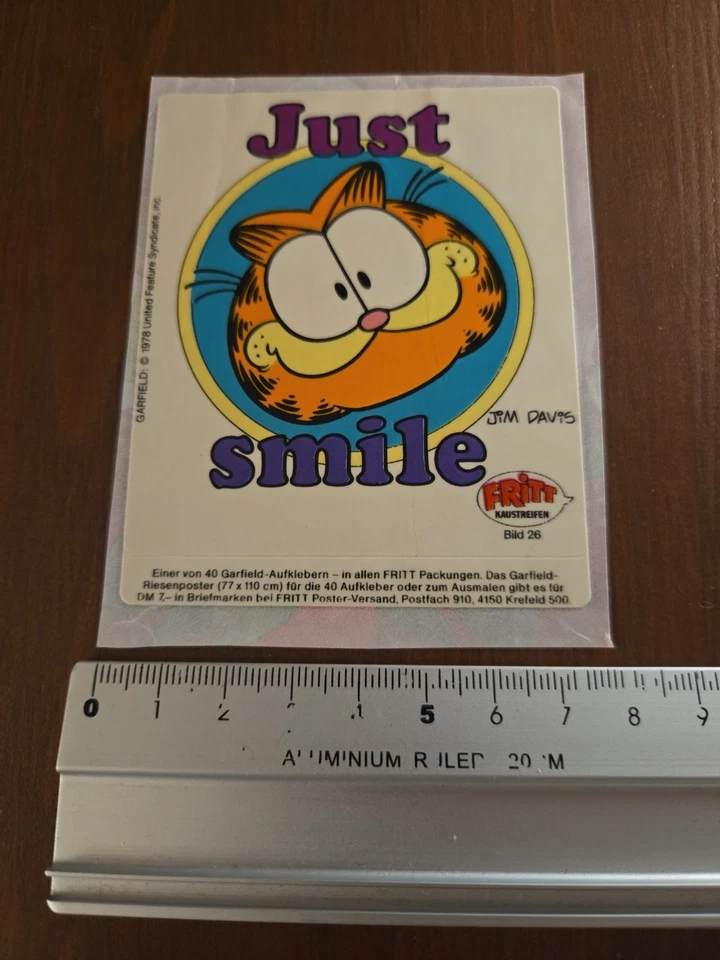 Just
GARFIELD: © 1978 United Feature Syndicate, Inc.
JIM DAVIS
smile
FRITT
KAUSTREIFEN
Bild 26
Einer von 40 Garfield-Aufklebern – in allen FRITT Packungen. Das Garfield-
Riesenposter (77 x 110 cm) für die 40 Aufkleber oder zum Ausmalen gibt es für
DM 7,– in Briefmarken bei FRITT Poster-Versand, Postfach 910, 4150 Krefeld 500.
0 1 2 5 6 7 8 9
20